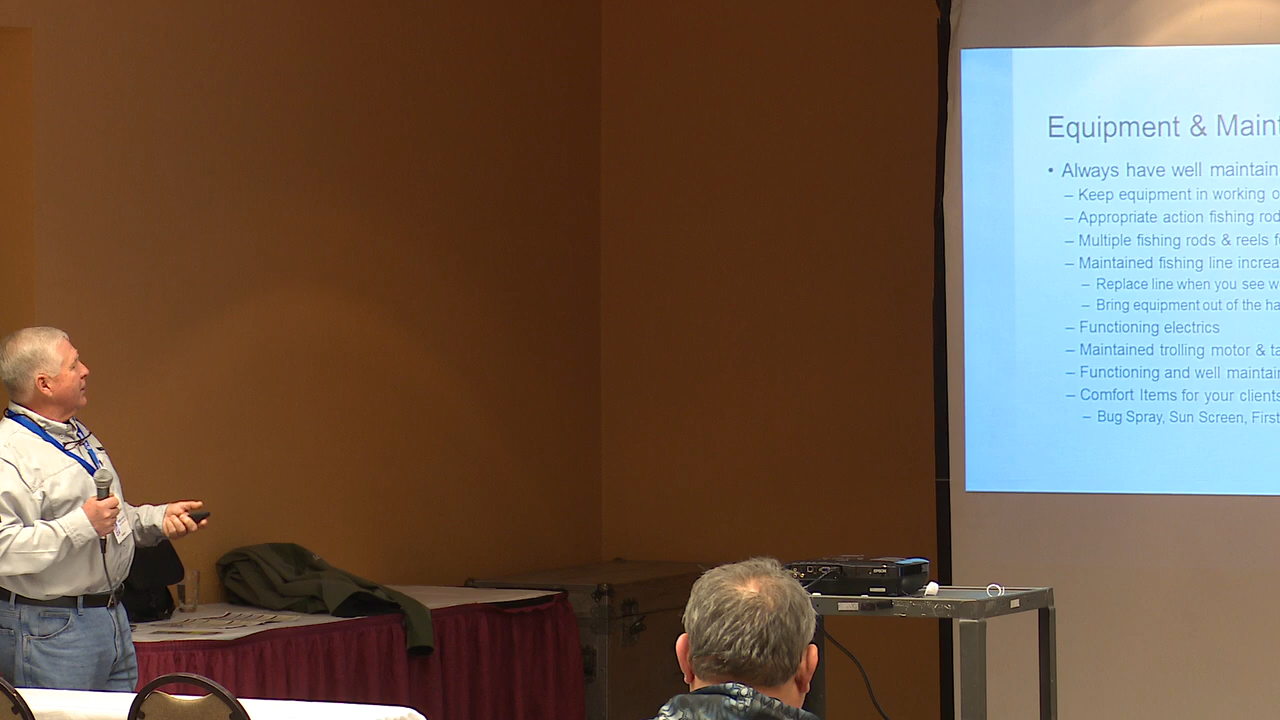 Equipment & Maint
• Always have well maintain
– Keep equipment in working o
– Appropriate action fishing rod
– Multiple fishing rods & reels f
– Maintained fishing line increa
– Replace line when you see w
– Bring equipment out of the ha
– Functioning electrics
– Maintained trolling motor & ta
– Functioning and well maintain
– Comfort Items for your clients
– Bug Spray, Sun Screen, First
EPSON